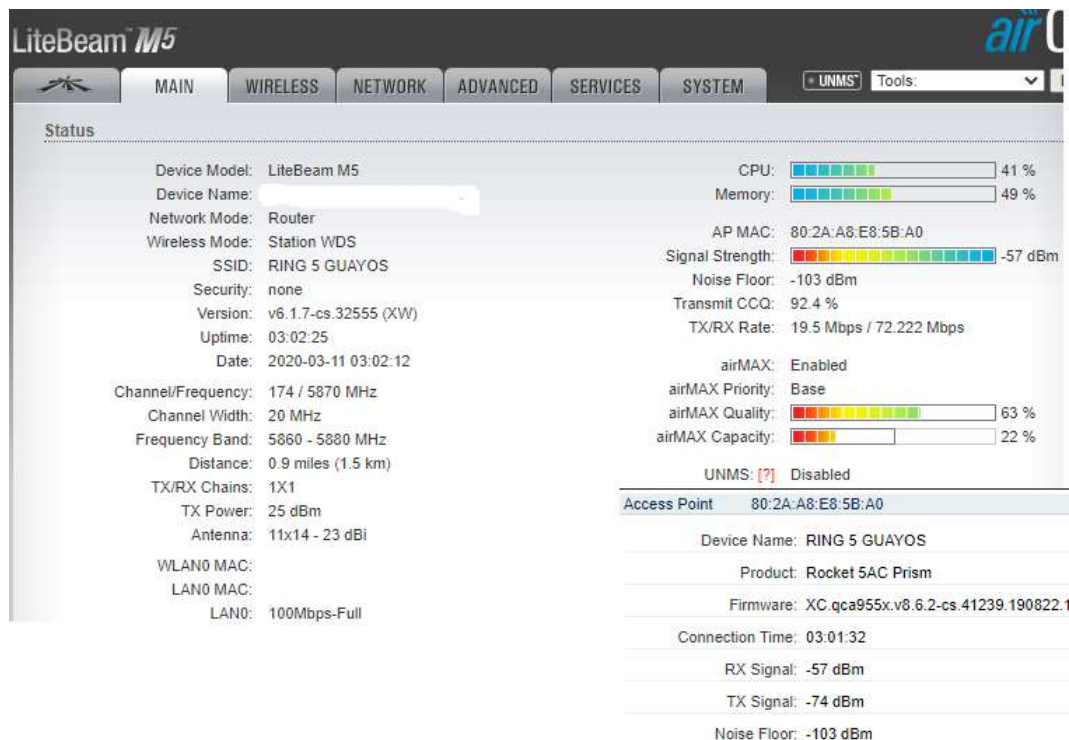 LiteBeam™ M5
air
MAIN WIRELESS NETWORK ADVANCED SERVICES SYSTEM UNMS™ Tools:
Status
Device Model: LiteBeam M5
Device Name:
Network Mode: Router
Wireless Mode: Station WDS
SSID: RING 5 GUAYOS
Security: none
Version: v6.1.7-cs.32555 (XW)
Uptime: 03:02:25
Date: 2020-03-11 03:02:12
Channel/Frequency: 174 / 5870 MHz
Channel Width: 20 MHz
Frequency Band: 5860 - 5880 MHz
Distance: 0.9 miles (1.5 km)
TX/RX Chains: 1X1
TX Power: 25 dBm
Antenna: 11x14 - 23 dBi
WLAN0 MAC:
LAN0 MAC:
LAN0: 100Mbps-Full
CPU: 41 %
Memory: 49 %
AP MAC: 80:2A:A8:E8:5B:A0
Signal Strength: -57 dBm
Noise Floor: -103 dBm
Transmit CCQ: 92.4 %
TX/RX Rate: 19.5 Mbps / 72.222 Mbps
airMAX: Enabled
airMAX Priority: Base
airMAX Quality: 63 %
airMAX Capacity: 22 %
UNMS: [?] Disabled
Access Point 80:2A:A8:E8:5B:A0
Device Name: RING 5 GUAYOS
Product: Rocket 5AC Prism
Firmware: XC.qca955x.v8.6.2-cs.41239.190822.1
Connection Time: 03:01:32
RX Signal: -57 dBm
TX Signal: -74 dBm
Noise Floor: -103 dBm